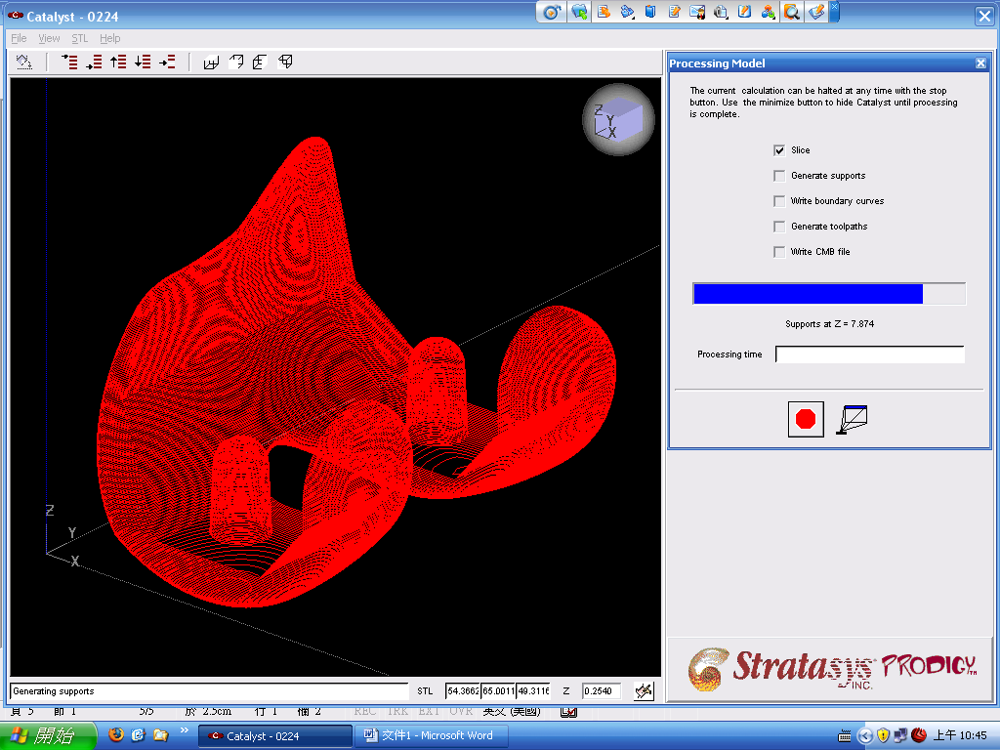 Catalyst - 0224
File View STL Help
Processing Model
The current calculation can be halted at any time with the stop
button. Use the minimize button to hide Catalyst until processing
is complete.
Slice
Generate supports
Write boundary curves
Generate toolpaths
Write CMB file
Supports at Z = 7.874
Processing time
Z
Y
X
Z
Y
X
Stratasys INC. PRODIGY TM
Generating supports STL 54.3662 65.0011 49.3116 Z 0.2540
頁 5 節 1 5/5 於 2.5cm 行 1 欄 2 REC TRK EXT OVR 英文 (美國)
開始 Catalyst - 0224 文件1 - Microsoft Word 上午 10:45